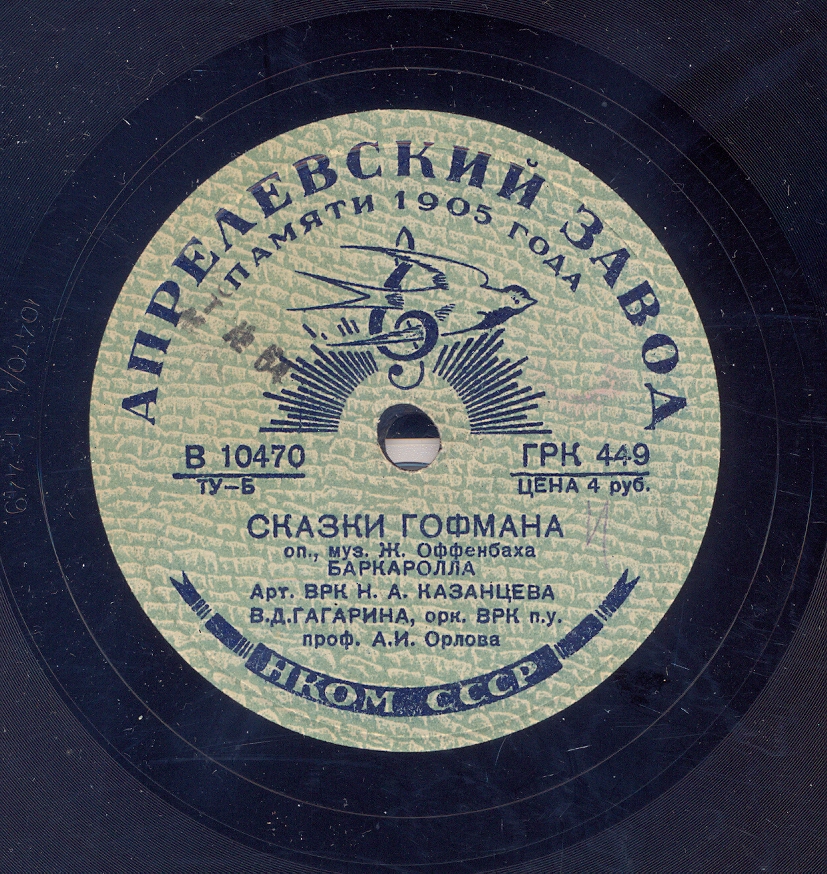 АПРЕЛЕВСКИЙ ЗАВОД
ПАМЯТИ 1905 ГОДА
В 10470
ТУ–Б
ГРК 449
ЦЕНА 4 руб.
СКАЗКИ ГОФМАНА
оп., муз. Ж. Оффенбаха
БАРКАРОЛЛА
Арт. ВРК Н. А. КАЗАНЦЕВА
В.Д.ГАГАРИНА, орк. ВРК п.у.
проф. А.И. Орлова
НКОМ СССР